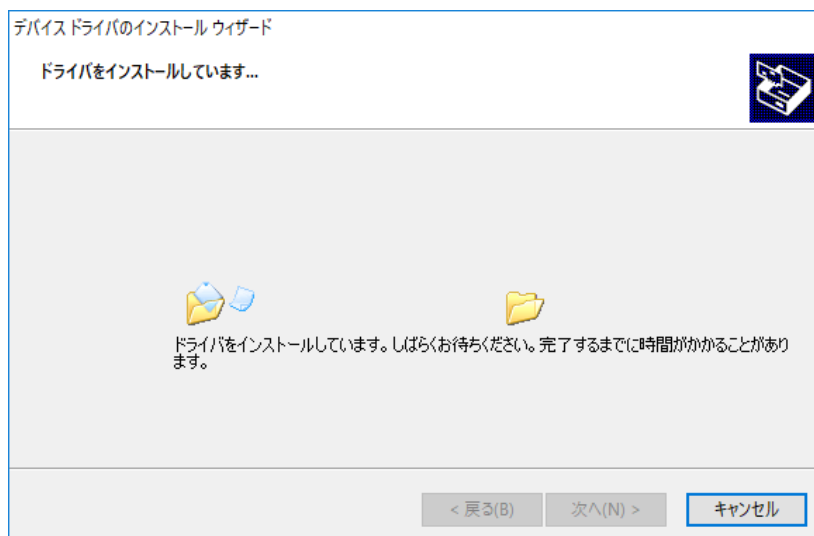 デバイス ドライバのインストール ウィザード
ドライバをインストールしています...
ドライバをインストールしています。しばらくお待ちください。完了するまでに時間がかかることがあり
ます。
< 戻る(B)
次へ(N) >
キャンセル